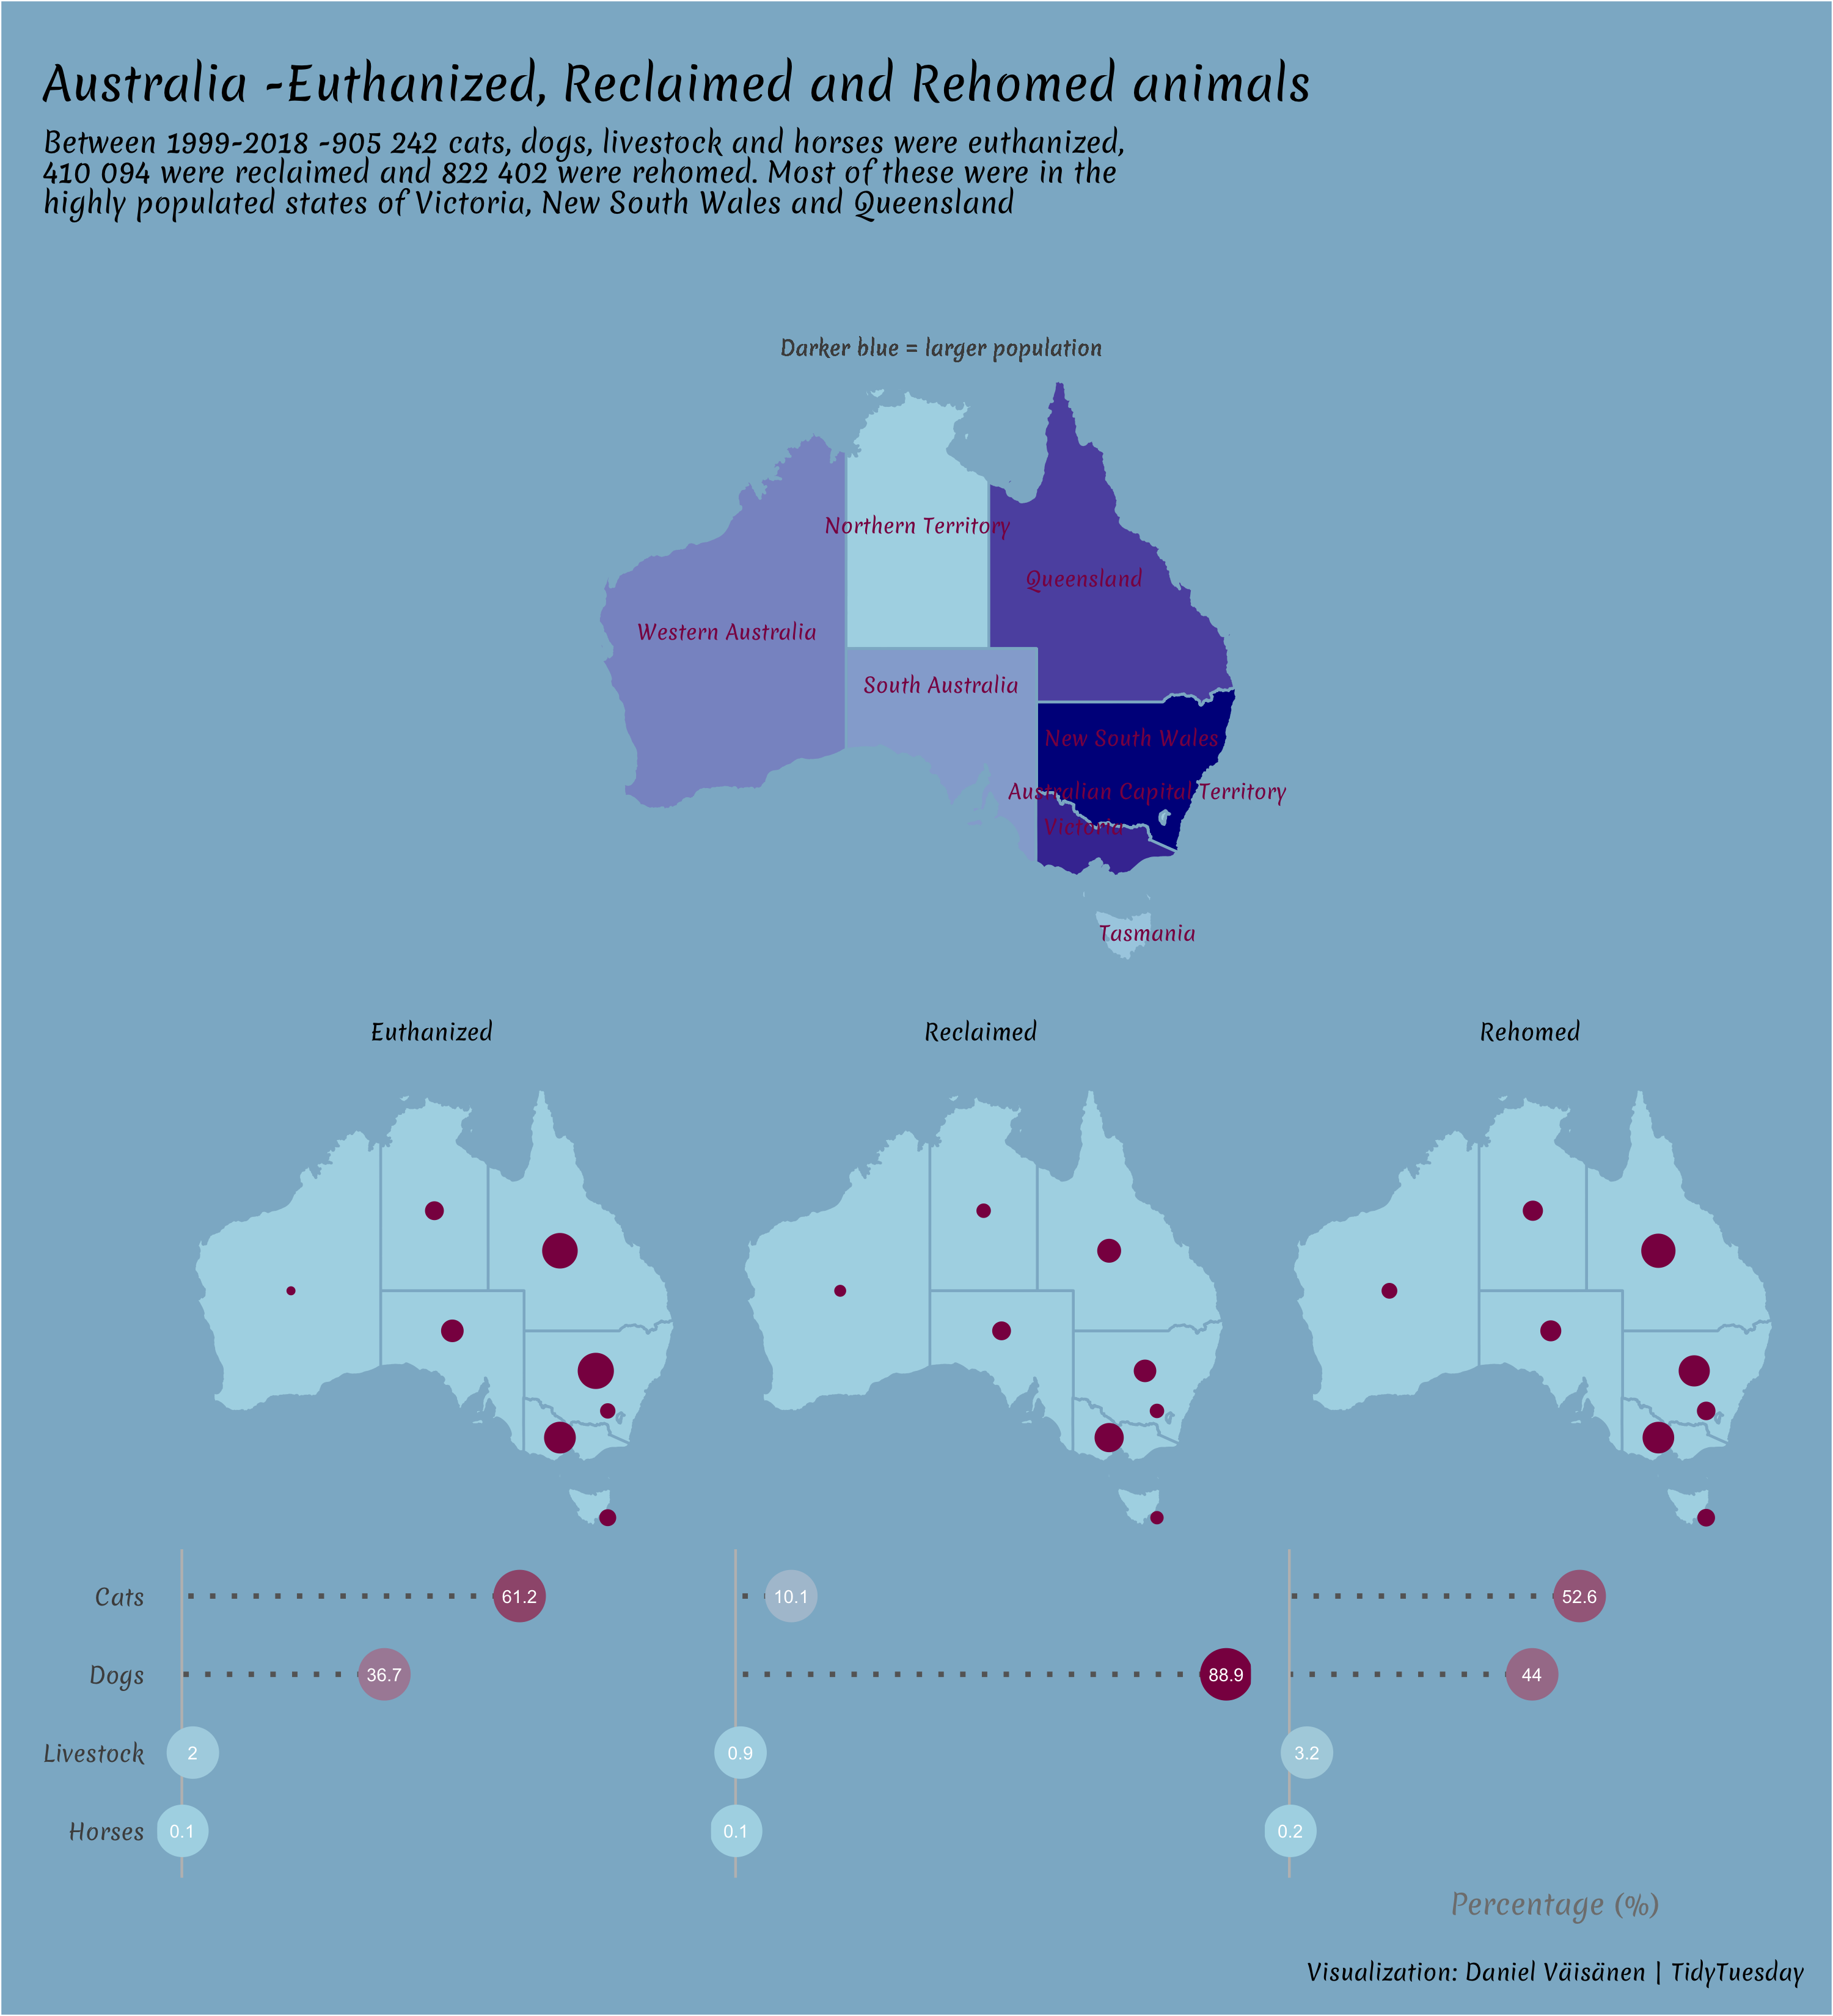 Australia -Euthanized, Reclaimed and Rehomed animals
Between 1999-2018 -905 242 cats, dogs, livestock and horses were euthanized,
410 094 were reclaimed and 822 402 were rehomed. Most of these were in the
highly populated states of Victoria, New South Wales and Queensland
Darker blue = larger population
Northern Territory
Queensland
Western Australia
South Australia
New South Wales
Australian Capital Territory
Victoria
Tasmania
Euthanized Reclaimed Rehomed
Cats 61.2 10.1 52.6
Dogs 36.7 88.9 44
Livestock 2 0.9 3.2
Horses 0.1 0.1 0.2
Percentage (%)
Visualization: Daniel Väisänen | TidyTuesday